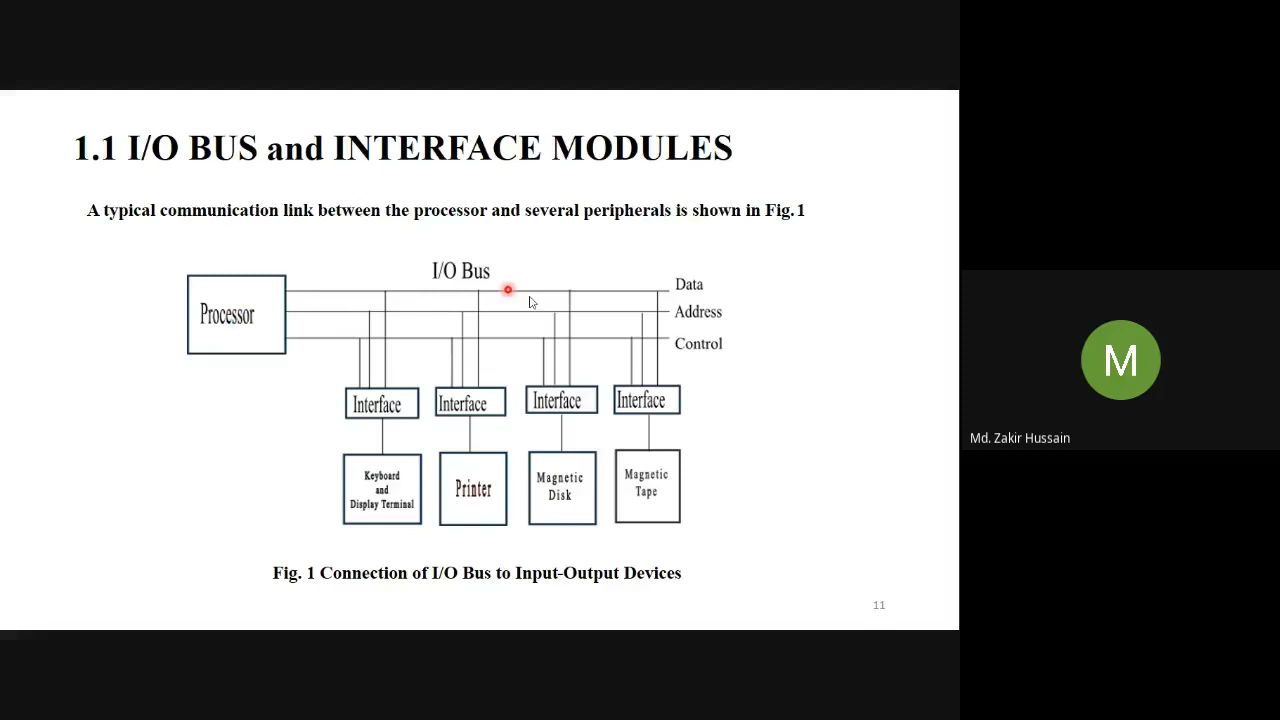 1.1 I/O BUS and INTERFACE MODULES
A typical communication link between the processor and several peripherals is shown in Fig.1
I/O Bus
Data
Processor
Address
Control
Interface
Interface
Interface
Interface
Keyboard
and
Display Terminal
Printer
Magnetic
Disk
Magnetic
Tape
Fig. 1 Connection of I/O Bus to Input-Output Devices
11
M
Md. Zakir Hussain